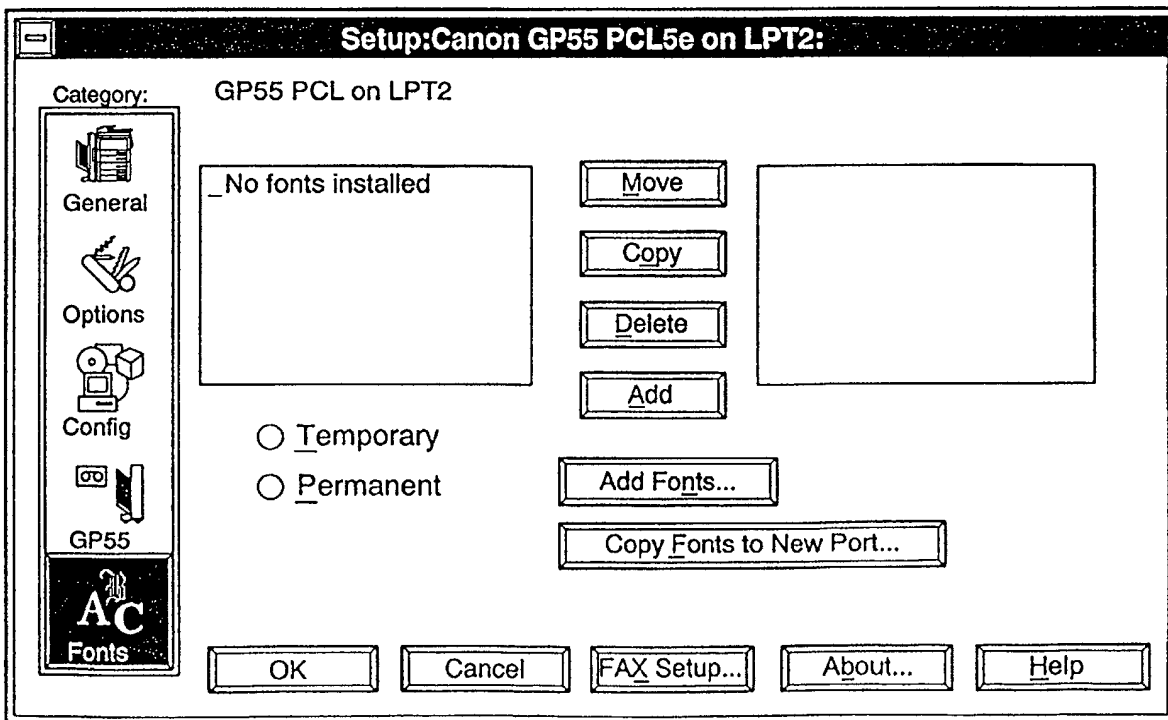 Setup:Canon GP55 PCL5e on LPT2:
Category:
GP55 PCL on LPT2
General
Options
Config
GP55
ABC
Fonts
_No fonts installed
Move
Copy
Delete
Add
Temporary
Permanent
Add Fonts...
Copy Fonts to New Port...
OK
Cancel
FAX Setup...
About...
Help